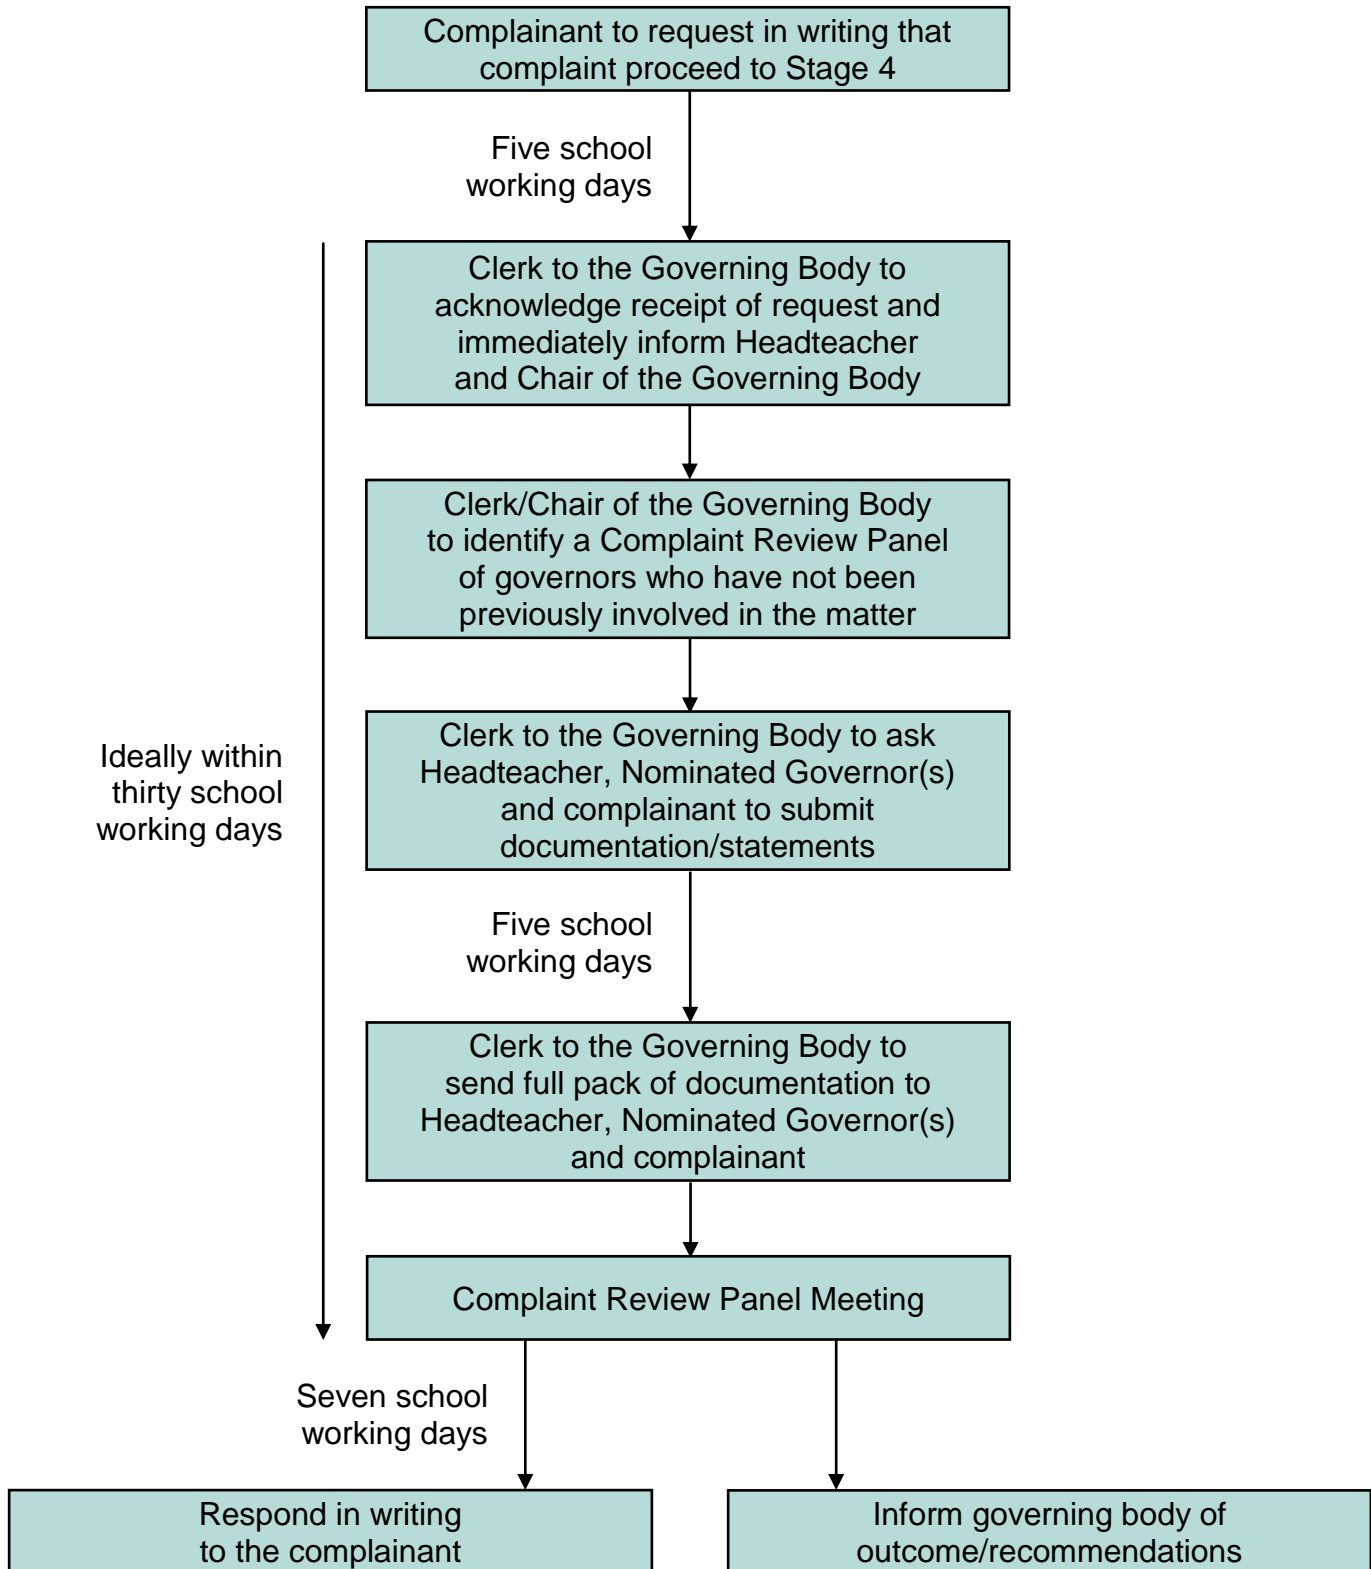 Complainant to request in writing that
complaint proceed to Stage 4
Five school
working days
Clerk to the Governing Body to
acknowledge receipt of request and
immediately inform Headteacher
and Chair of the Governing Body
Clerk/Chair of the Governing Body
to identify a Complaint Review Panel
of governors who have not been
previously involved in the matter
Ideally within
thirty school
working days
Clerk to the Governing Body to ask
Headteacher, Nominated Governor(s)
and complainant to submit
documentation/statements
Five school
working days
Clerk to the Governing Body to
send full pack of documentation to
Headteacher, Nominated Governor(s)
and complainant
Complaint Review Panel Meeting
Seven school
working days
Respond in writing
to the complainant
Inform governing body of
outcome/recommendations